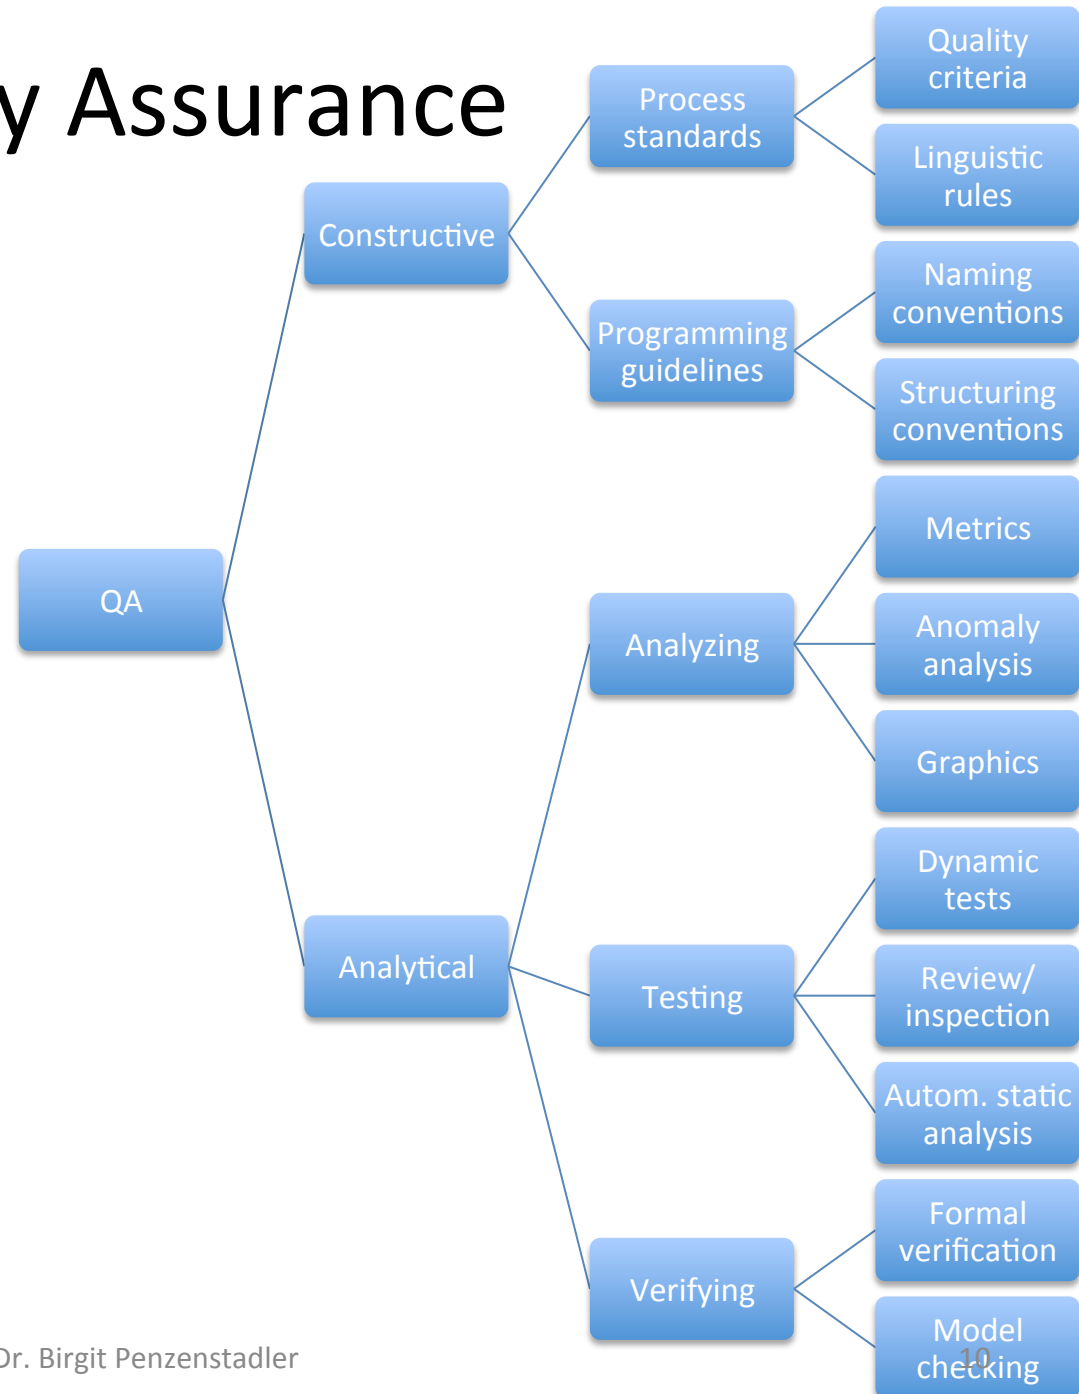 y Assurance
QA
Constructive
Process
standards
Quality
criteria
Linguistic
rules
Programming
guidelines
Naming
conventions
Structuring
conventions
Analytical
Analyzing
Metrics
Anomaly
analysis
Graphics
Testing
Dynamic
tests
Review/
inspection
Autom. static
analysis
Verifying
Formal
verification
Model
checking
Dr. Birgit Penzenstadler
10